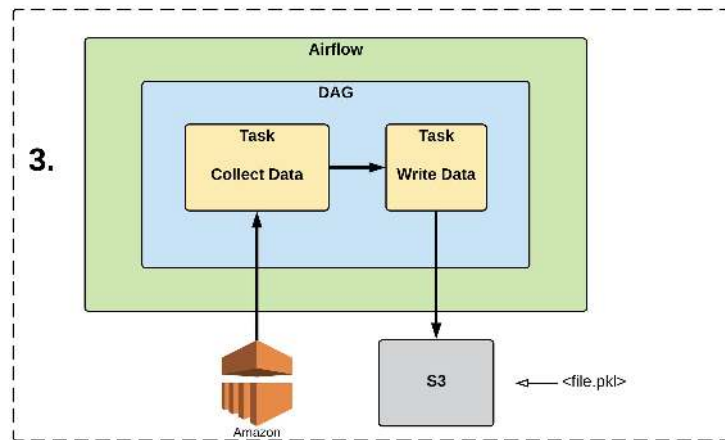 Airflow
DAG
3.
Task
Collect Data
Task
Write Data
S3
<file.pkl>
Amazon